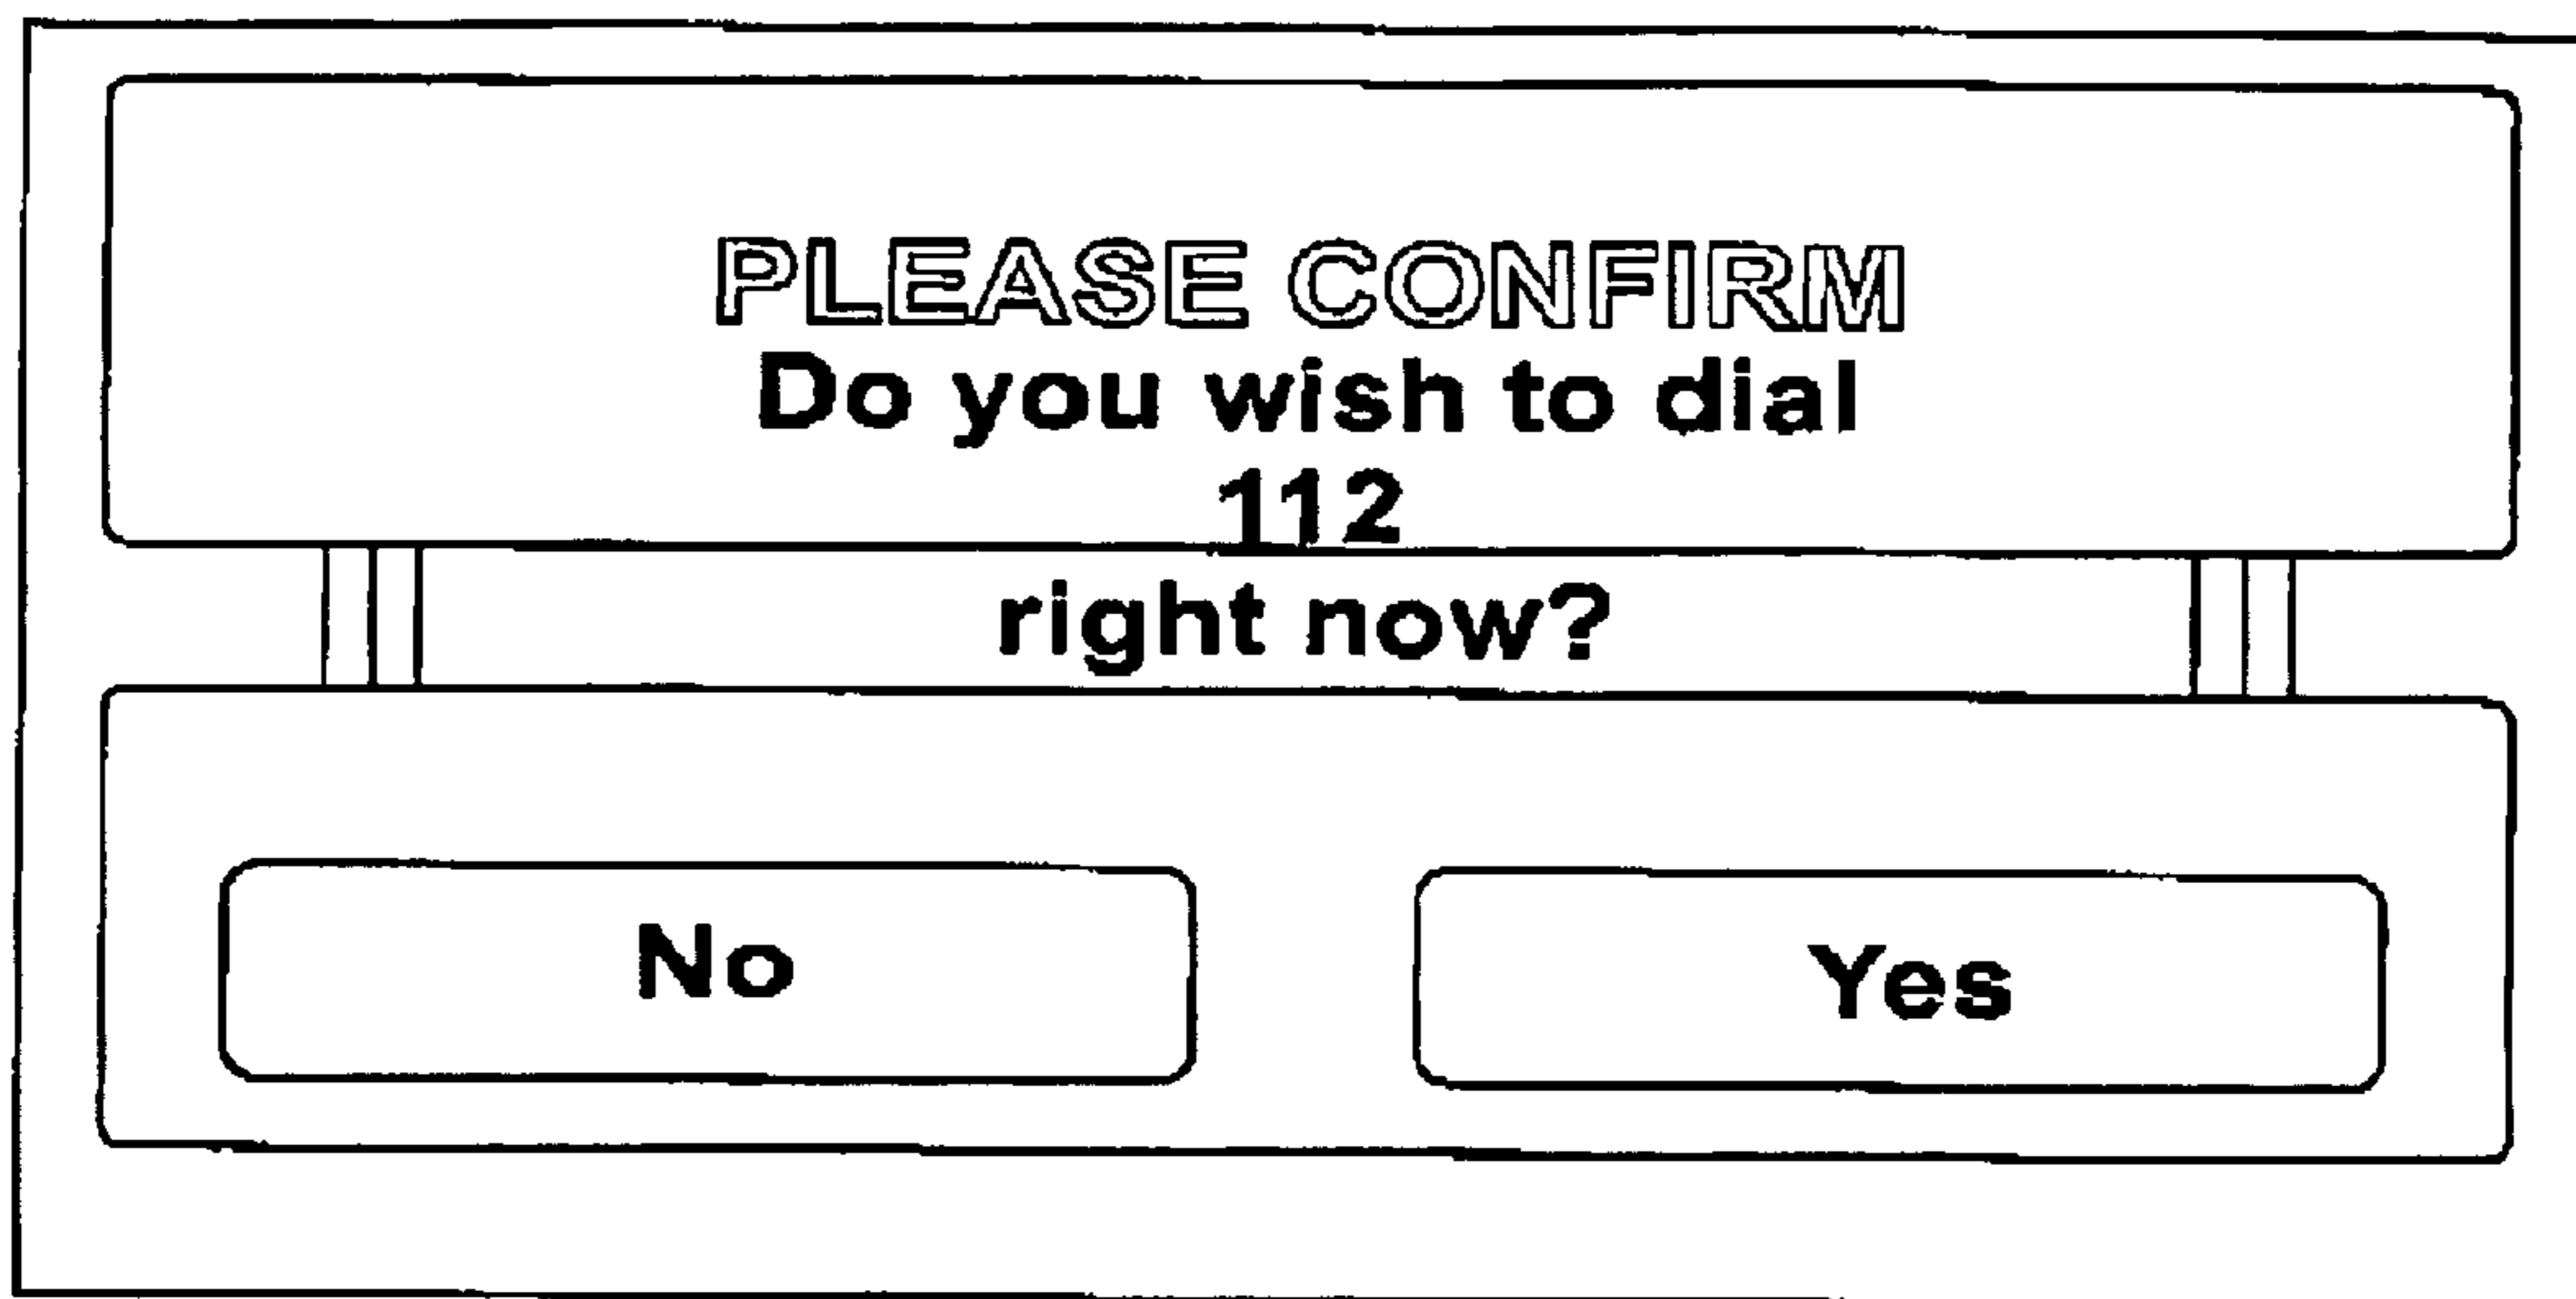 PLEASE CONFIRM
Do you wish to dial
112
right now?
No
Yes